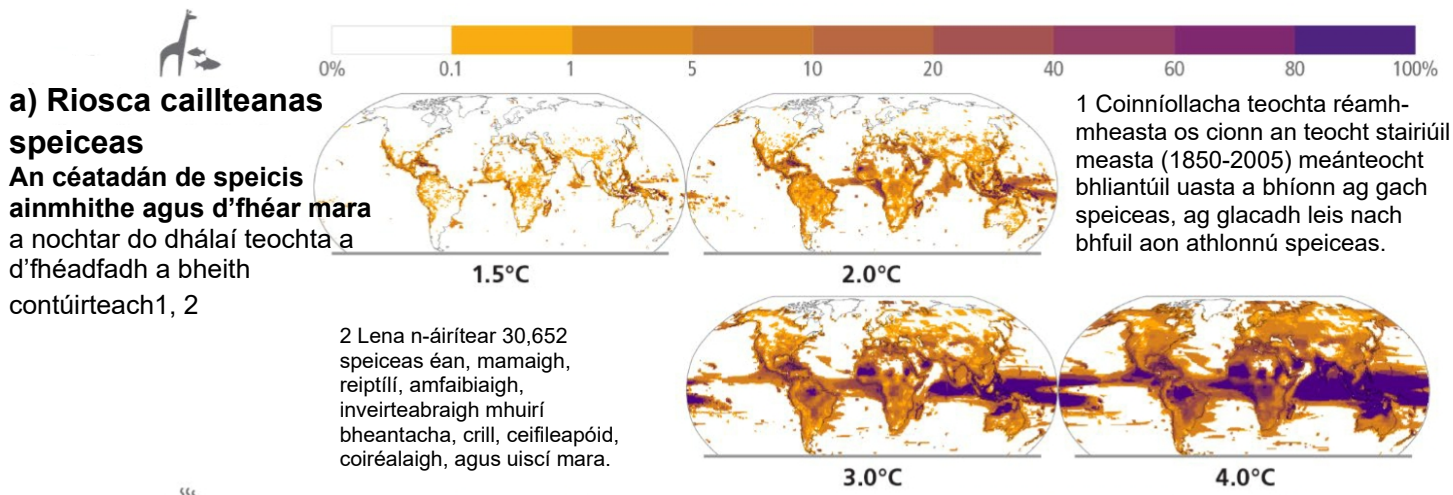 0%
0.1
1
5
10
20
40
60
80
100%
a) Riosca caillteanas
speiceas
An céatadán de speicis
ainmhithe agus d’fhéar mara
a nochtar do dhálaí teochta a
d’fhéadfadh a bheith
contúirteach1, 2
1.5°C
2.0°C
1 Coinníollacha teochta réamh-
mheasta os cionn an teocht stairiúil
measta (1850-2005) meánteocht
bhliantúil uasta a bhíonn ag gach
speiceas, ag glacadh leis nach
bhfuil aon athlonnú speiceas.
2 Lena n-áirítear 30,652
speiceas éan, mamaigh,
reiptílí, amfaibiaigh,
inveirteabraigh mhuirí
bheantacha, crill, ceifileapóid,
coiréalaigh, agus uiscí mara.
3.0°C
4.0°C